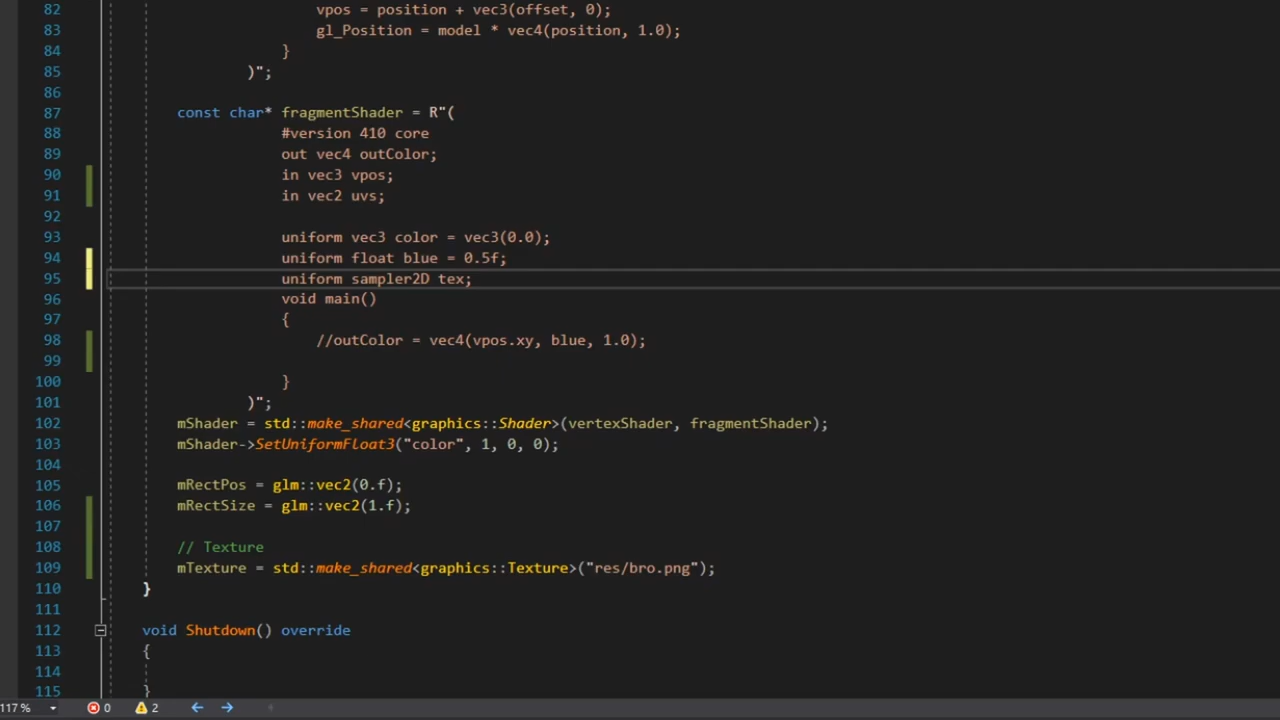 82 vpos = position + vec3(offset, 0);
83 gl_Position = model * vec4(position, 1.0);
84 }
85 )";
86
87 const char* fragmentShader = R"(
88 #version 410 core
89 out vec4 outColor;
90 in vec3 vpos;
91 in vec2 uvs;
92
93 uniform vec3 color = vec3(0.0);
94 uniform float blue = 0.5f;
95 uniform sampler2D tex;
96 void main()
97 {
98 //outColor = vec4(vpos.xy, blue, 1.0);
99
100 }
101 )";
102 mShader = std::make_shared<graphics::Shader>(vertexShader, fragmentShader);
103 mShader->SetUniformFloat3("color", 1, 0, 0);
104
105 mRectPos = glm::vec2(0.f);
106 mRectSize = glm::vec2(1.f);
107
108 // Texture
109 mTexture = std::make_shared<graphics::Texture>("res/bro.png");
110 }
111
112 void Shutdown() override
113 {
114
115 }
117 % 0 2